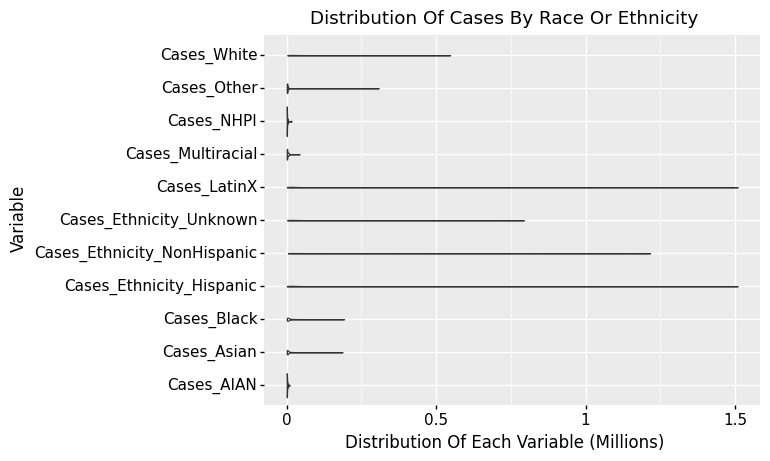 Distribution Of Cases By Race Or Ethnicity
Cases_White
Cases_Other
Cases_NHPI
Cases_Multiracial
Cases_LatinX
Cases_Ethnicity_Unknown
Cases_Ethnicity_NonHispanic
Cases_Ethnicity_Hispanic
Cases_Black
Cases_Asian
Cases_AIAN
Variable
0 0.5 1 1.5
Distribution Of Each Variable (Millions)